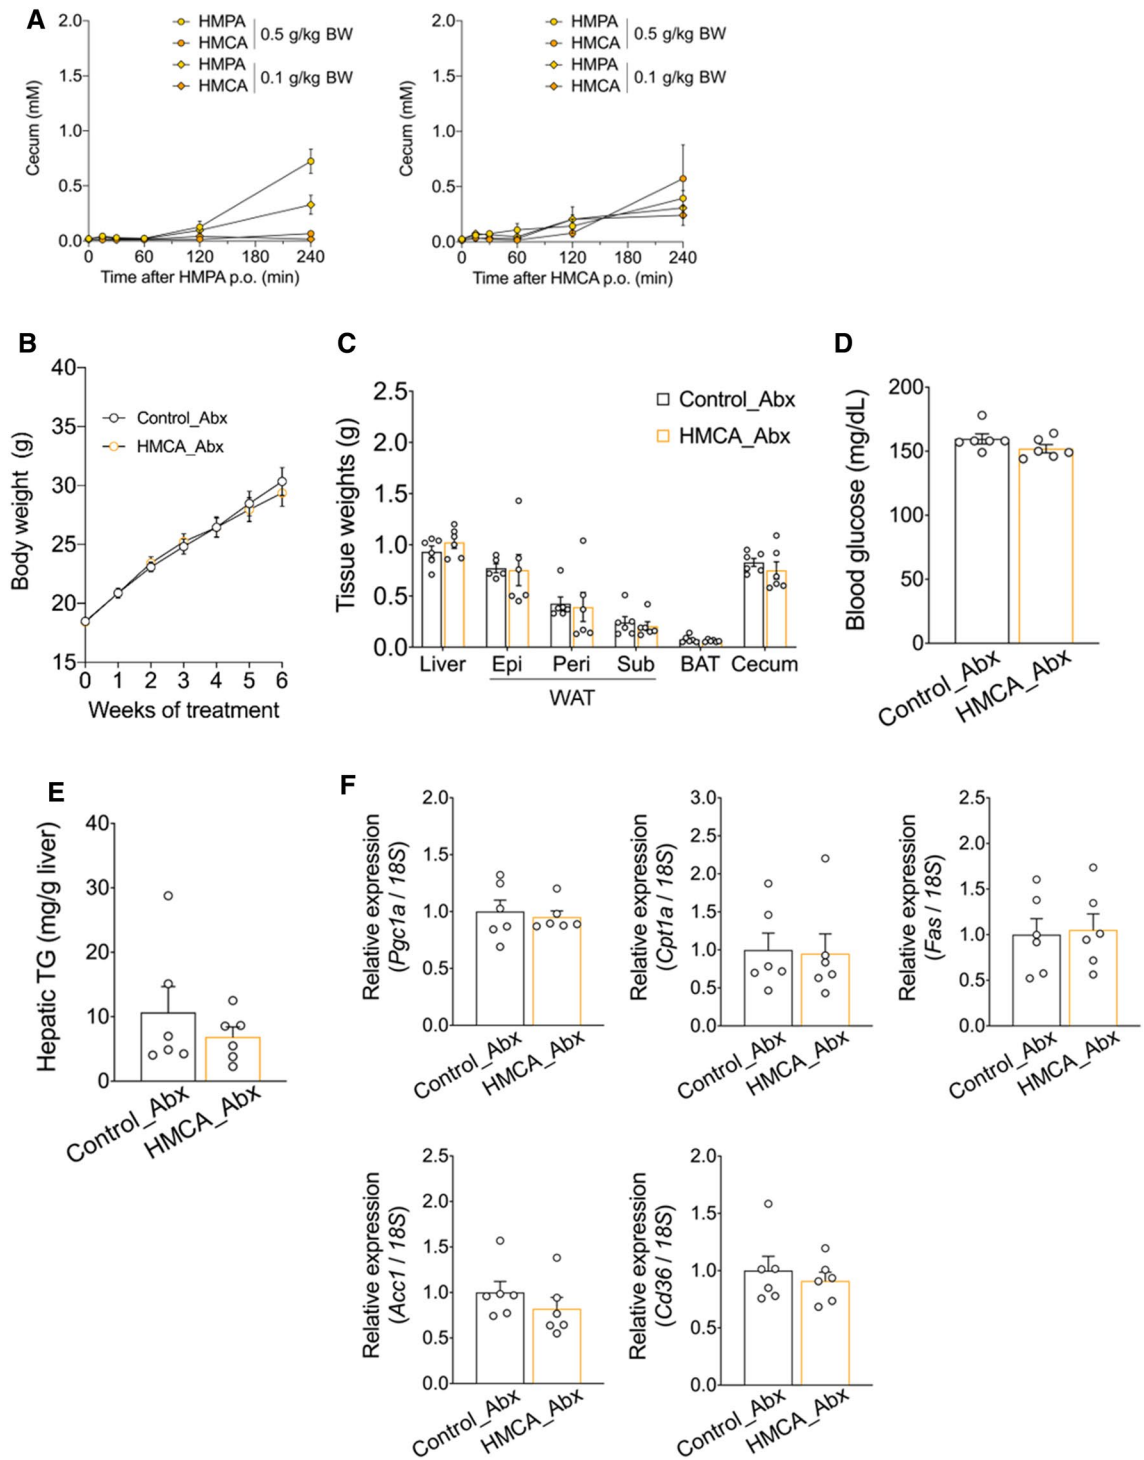 A
2.0
1.5
1.0
0.5
0.0
Cecum (mM)
HMPA
HMCA
0.5 g/kg BW
HMPA
HMCA
0.1 g/kg BW
0 60 120 180 240
Time after HMPA p.o. (min)
2.0
1.5
1.0
0.5
0.0
Cecum (mM)
HMPA
HMCA
0.5 g/kg BW
HMPA
HMCA
0.1 g/kg BW
0 60 120 180 240
Time after HMCA p.o. (min)
B
40
35
30
25
20
15
Body weight (g)
Control_Abx
HMCA_Abx
0 1 2 3 4 5 6
Weeks of treatment
C
2.5
2.0
1.5
1.0
0.5
0.0
Tissue weights (g)
Control_Abx
HMCA_Abx
Liver Epi Peri Sub BAT Cecum
WAT
D
200
150
100
50
0
Blood glucose (mg/dL)
Control_Abx
HMCA_Abx
E
40
30
20
10
0
Hepatic TG (mg/g liver)
Control_Abx
HMCA_Abx
F
2.0
1.5
1.0
0.5
0.0
Relative expression
(Pgc1a / 18S)
Control_Abx
HMCA_Abx
3.0
2.5
2.0
1.5
1.0
0.5
0.0
Relative expression
(Cpt1a / 18S)
Control_Abx
HMCA_Abx
2.5
2.0
1.5
1.0
0.5
0.0
Relative expression
(Fas / 18S)
Control_Abx
HMCA_Abx
2.5
2.0
1.5
1.0
0.5
0.0
Relative expression
(Acc1 / 18S)
Control_Abx
HMCA_Abx
2.0
1.5
1.0
0.5
0.0
Relative expression
(Cd36 / 18S)
Control_Abx
HMCA_Abx